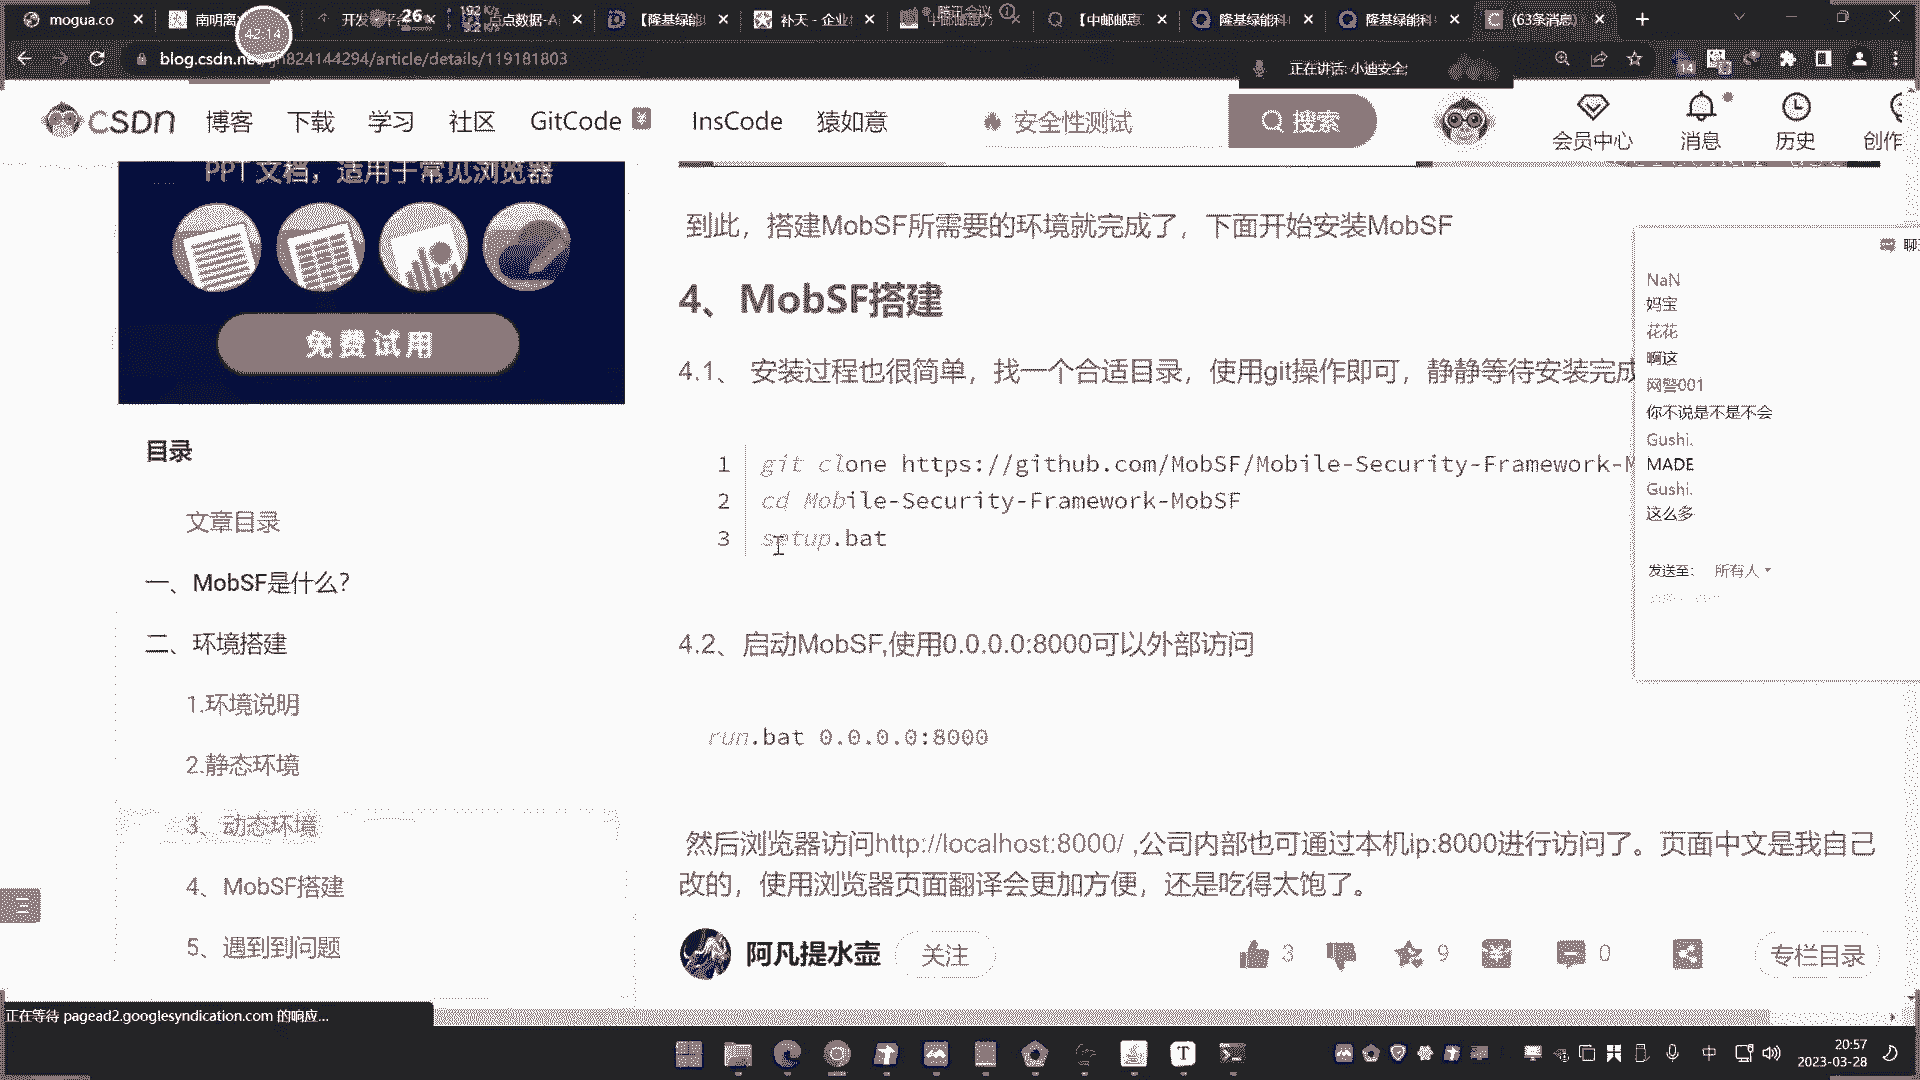 mogua.co
南明离
开发
42:14
26
点点数据-A
【隆基绿能
补天 - 企业
腾讯会议
【中邮邮惠
隆基绿能科
隆基绿能科
(63条消息)
blog.csdn.ne
824144294/article/details/119181803
正在讲话: 小迪安全;
14
CSDN
博客
下载
学习
社区
GitCode
InsCode
猿如意
安全性测试
搜索
会员中心
消息
历史
创作
PPT文档，适用于常见浏览器
免费试用
目录
文章目录
一、MobSF是什么？
二、环境搭建
1.环境说明
2.静态环境
3、动态环境
4、MobSF搭建
5、遇到到问题
到此，搭建MobSF所需要的环境就完成了，下面开始安装MobSF
4、MobSF搭建
4.1、 安装过程也很简单，找一个合适目录，使用git操作即可，静静等待安装完成
1 git clone https://github.com/MobSF/Mobile-Security-Framework-M
2 cd Mobile-Security-Framework-MobSF
3 setup.bat
4.2、启动MobSF,使用0.0.0.0:8000可以外部访问
run.bat 0.0.0.0:8000
然后浏览器访问http://localhost:8000/ ,公司内部也可通过本机ip:8000进行访问了。页面中文是我自己
改的，使用浏览器页面翻译会更加方便，还是吃得太饱了。
阿凡提水壶
关注
3
9
0
专栏目录
NaN
妈宝
花花
啊这
网警001
你不说是不是不会
Gushi.
MADE
Gushi.
这么多
发送至: 所有人
正在等待 pagead2.googlesyndication.com 的响应...
中
20:57
2023-03-28